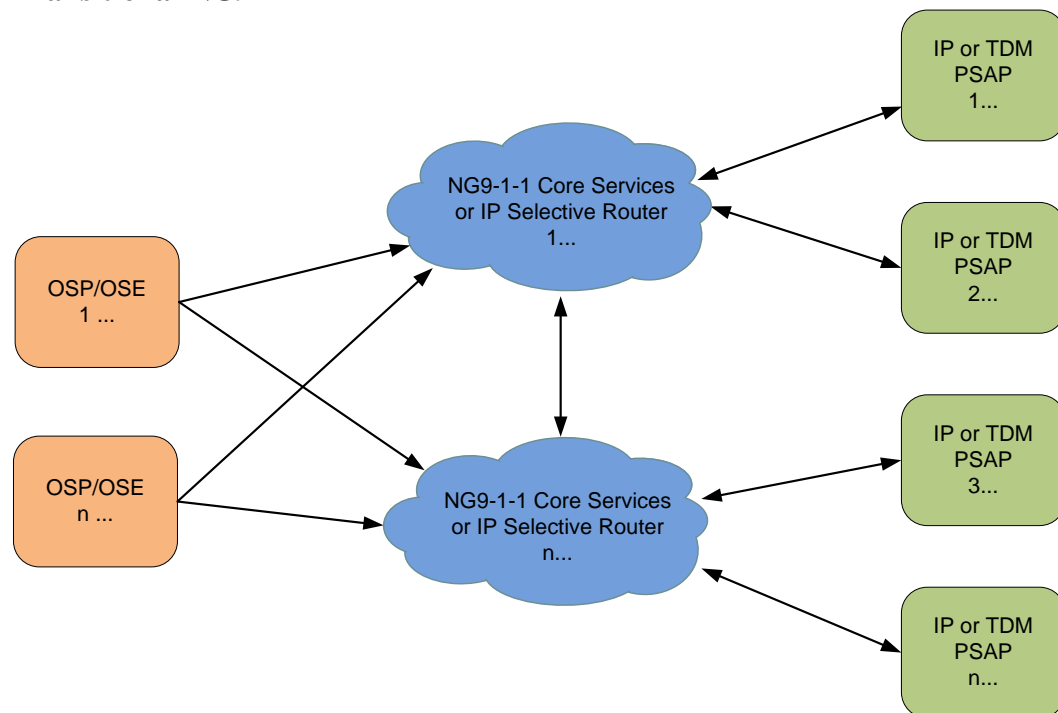 OSP/OSE
1 ...
OSP/OSE
n ...
NG9-1-1 Core Services
or IP Selective Router
1...
NG9-1-1 Core Services
or IP Selective Router
n...
IP or TDM
PSAP
1...
IP or TDM
PSAP
2...
IP or TDM
PSAP
3...
IP or TDM
PSAP
n...